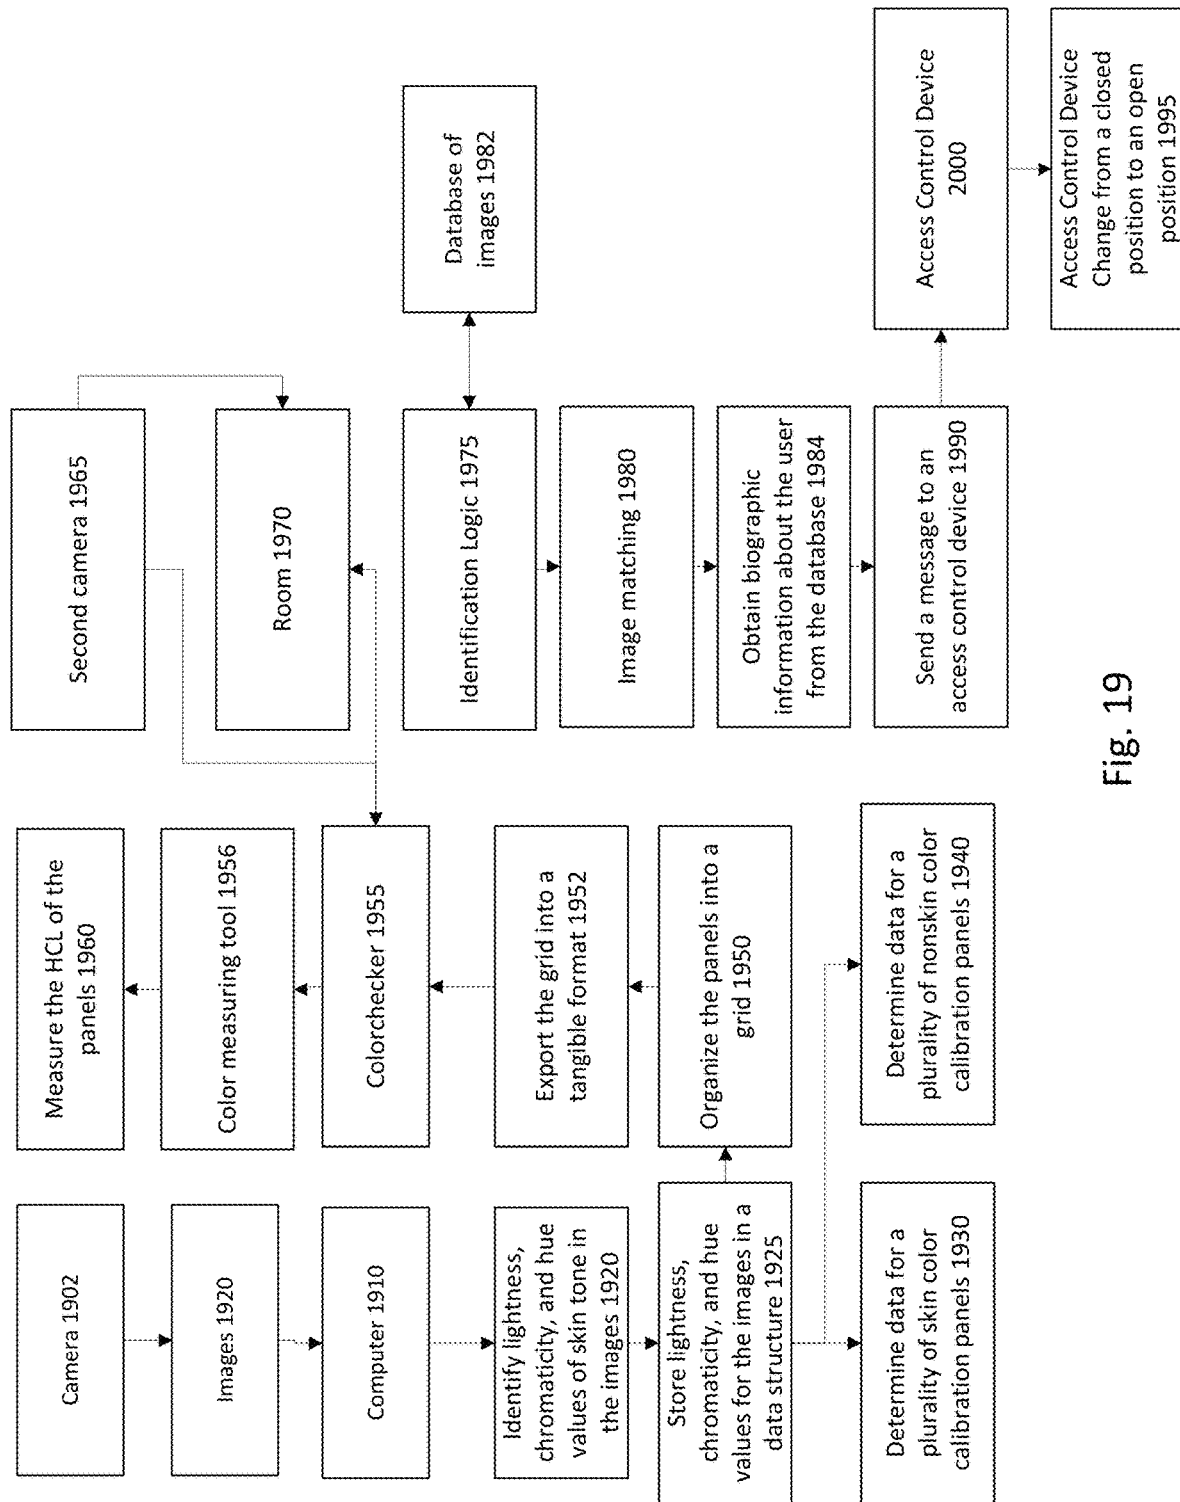 Camera 1902
Images 1920
Computer 1910
Identify lightness,
chromaticity, and hue
values of skin tone in
the images 1920
Store lightness,
chromaticity, and hue
values for the images in a
data structure 1925
Determine data for a
plurality of skin color
calibration panels 1930
Determine data for a
plurality of nonskin color
calibration panels 1940
Organize the panels into a
grid 1950
Export the grid into a
tangible format 1952
Colorchecker 1955
Color measuring tool 1956
Measure the HCL of the
panels 1960
Second camera 1965
Room 1970
Identification Logic 1975
Database of
images 1982
Image matching 1980
Obtain biographic
information about the user
from the database 1984
Send a message to an
access control device 1990
Access Control Device
2000
Access Control Device
Change from a closed
position to an open
position 1995
Fig. 19